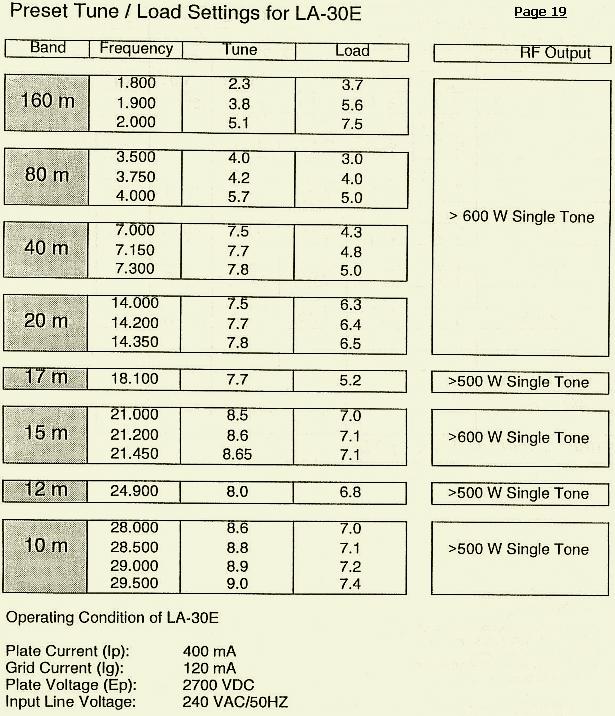 Preset Tune / Load Settings for LA-30E Page 19
Band Frequency Tune Load RF Output
160 m 1.800 2.3 3.7
1.900 3.8 5.6
2.000 5.1 7.5
80 m 3.500 4.0 3.0
3.750 4.2 4.0
4.000 5.7 5.0
> 600 W Single Tone
40 m 7.000 7.5 4.3
7.150 7.7 4.8
7.300 7.8 5.0
20 m 14.000 7.5 6.3
14.200 7.7 6.4
14.350 7.8 6.5
17 m 18.100 7.7 5.2 >500 W Single Tone
15 m 21.000 8.5 7.0
21.200 8.6 7.1 >600 W Single Tone
21.450 8.65 7.1
12 m 24.900 8.0 6.8 >500 W Single Tone
10 m 28.000 8.6 7.0
28.500 8.8 7.1 >500 W Single Tone
29.000 8.9 7.2
29.500 9.0 7.4
Operating Condition of LA-30E
Plate Current (Ip): 400 mA
Grid Current (Ig): 120 mA
Plate Voltage (Ep): 2700 VDC
Input Line Voltage: 240 VAC/50HZ